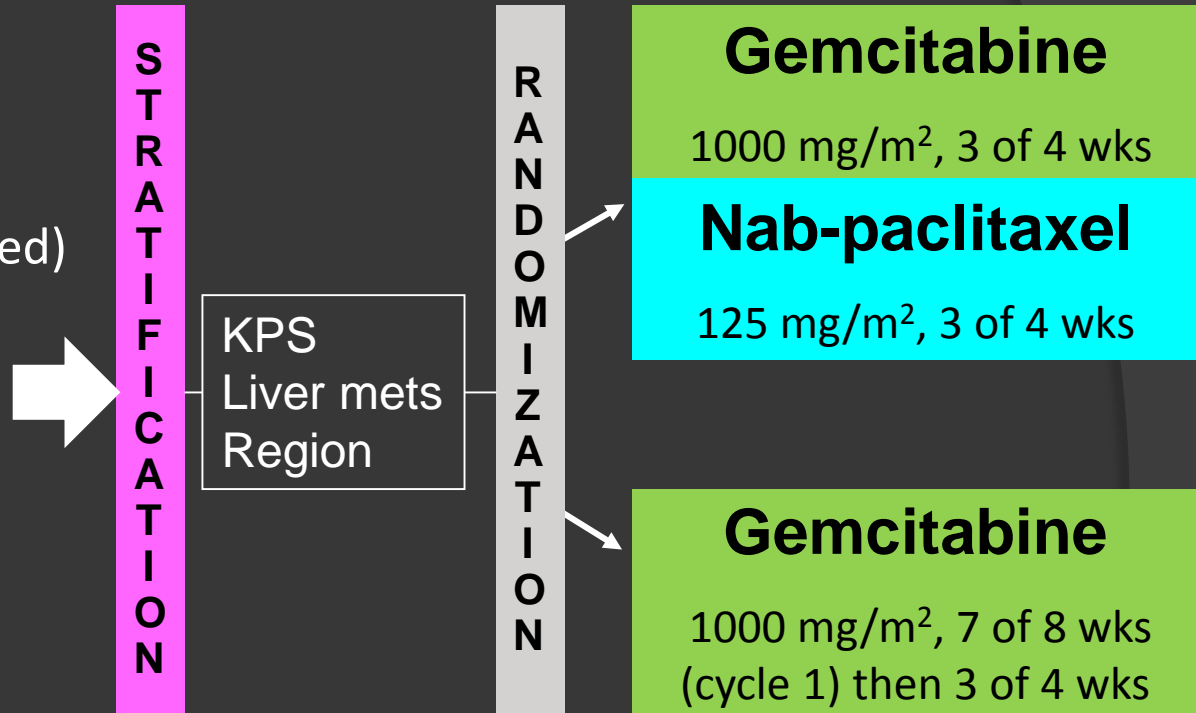 ed)
STRATIFICATION
KPS
Liver mets
Region
RANDOMIZATION
Gemcitabine
1000 mg/m², 3 of 4 wks
Nab-paclitaxel
125 mg/m², 3 of 4 wks
Gemcitabine
1000 mg/m², 7 of 8 wks
(cycle 1) then 3 of 4 wks